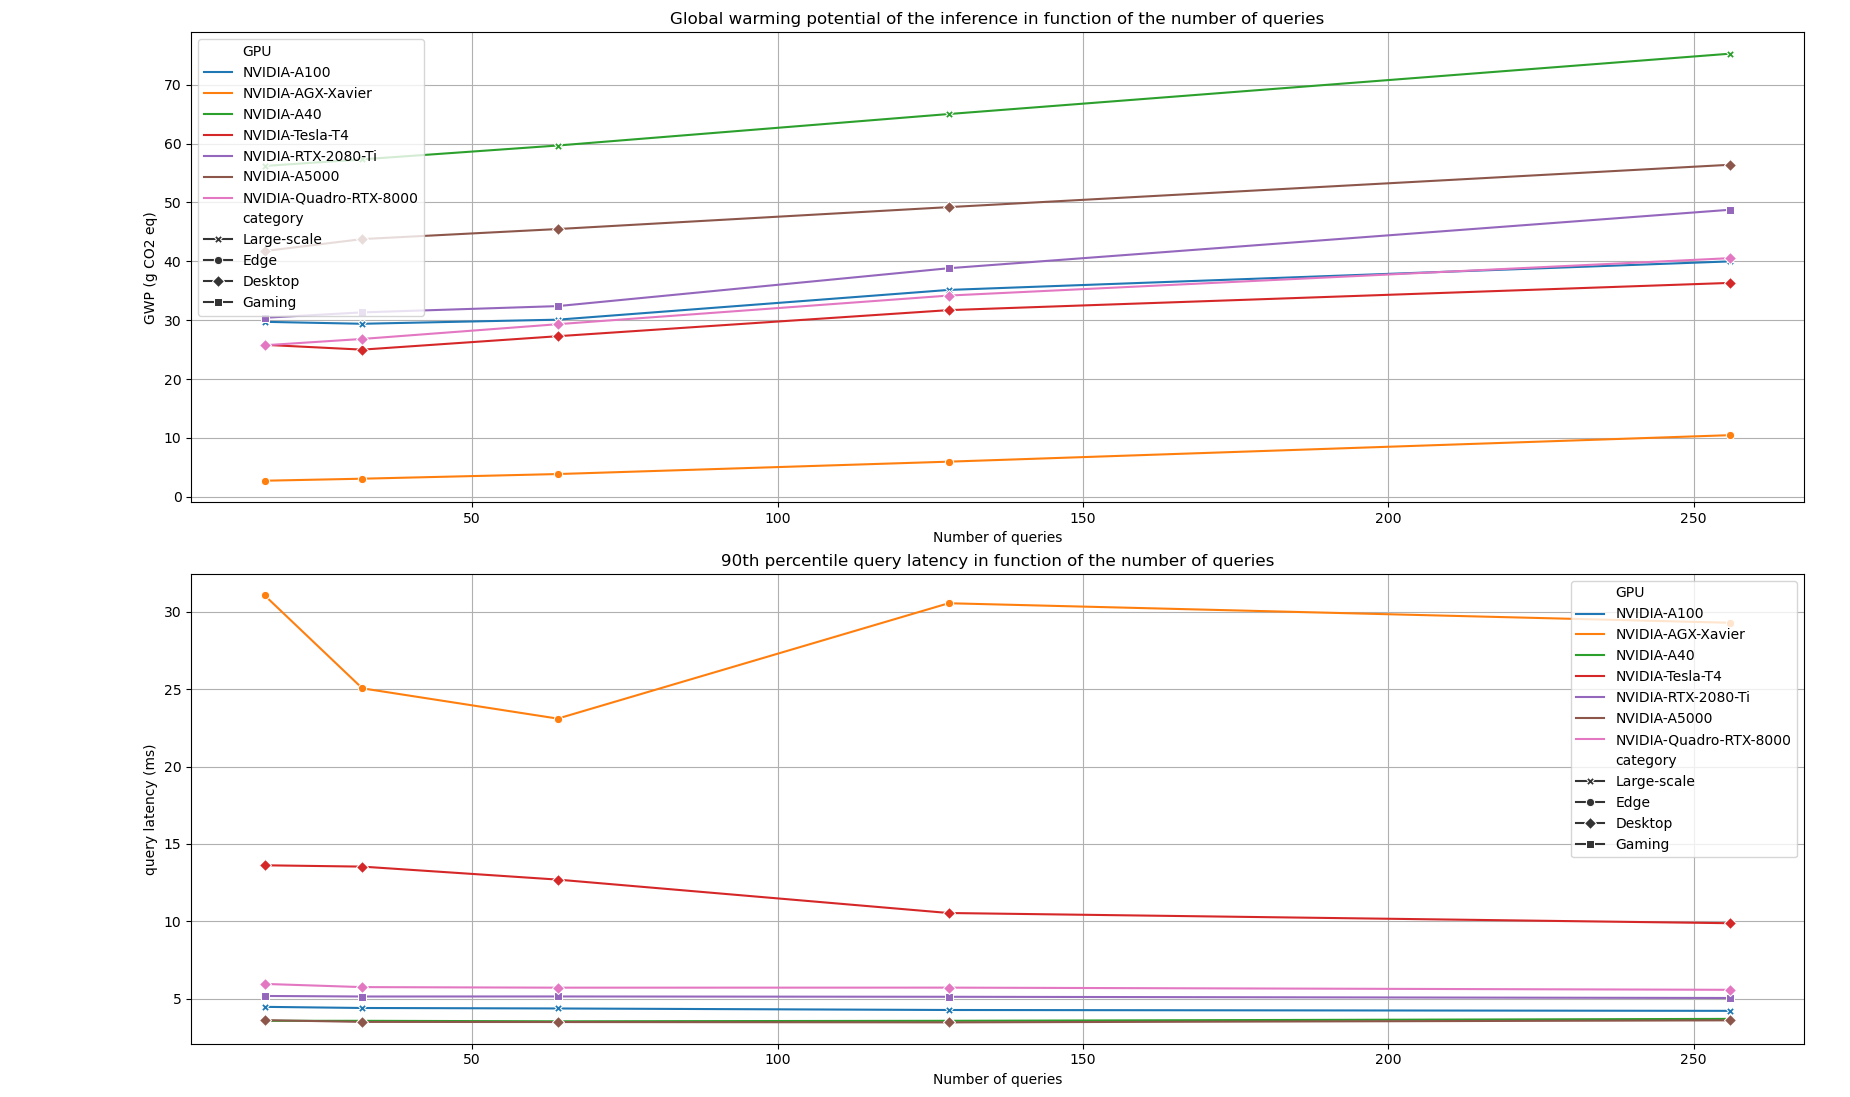 Global warming potential of the inference in function of the number of queries
GPU
NVIDIA-A100
NVIDIA-AGX-Xavier
NVIDIA-A40
NVIDIA-Tesla-T4
NVIDIA-RTX-2080-Ti
NVIDIA-A5000
NVIDIA-Quadro-RTX-8000
category
Large-scale
Edge
Desktop
Gaming
GWP (g CO2 eq)
70
60
50
40
30
20
10
0
50 100 150 200 250
Number of queries
90th percentile query latency in function of the number of queries
query latency (ms)
30
25
20
15
10
5
GPU
NVIDIA-A100
NVIDIA-AGX-Xavier
NVIDIA-A40
NVIDIA-Tesla-T4
NVIDIA-RTX-2080-Ti
NVIDIA-A5000
NVIDIA-Quadro-RTX-8000
category
Large-scale
Edge
Desktop
Gaming
50 100 150 200 250
Number of queries